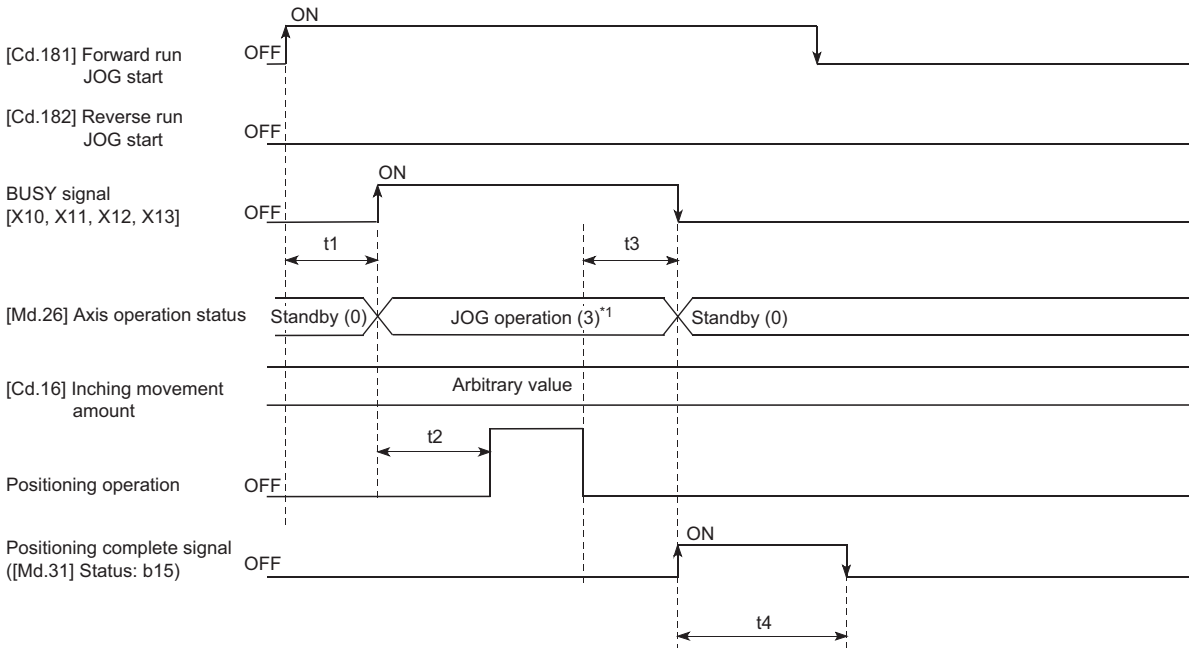 ON
[Cd.181] Forward run
JOG start
OFF
[Cd.182] Reverse run
JOG start
OFF
ON
BUSY signal
[X10, X11, X12, X13]
OFF
t1
t3
[Md.26] Axis operation status
Standby (0)
JOG operation (3)*1
Standby (0)
[Cd.16] Inching movement
amount
Arbitrary value
t2
Positioning operation
OFF
ON
Positioning complete signal
([Md.31] Status: b15)
OFF
t4